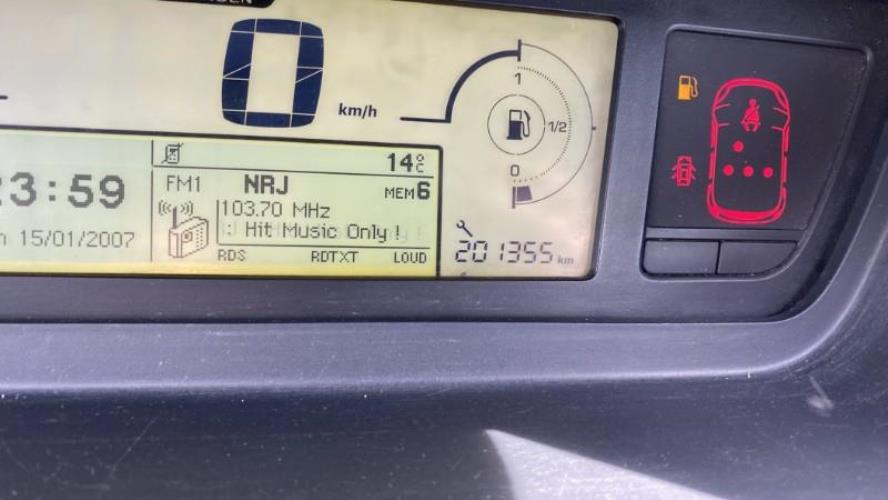 0 km/h
1
1/2
0
14°C
23:59
FM1 NRJ MEM 6
103.70 MHz
Hit Music Only !
15/01/2007
RDS RDTXT LOUD
201355 km